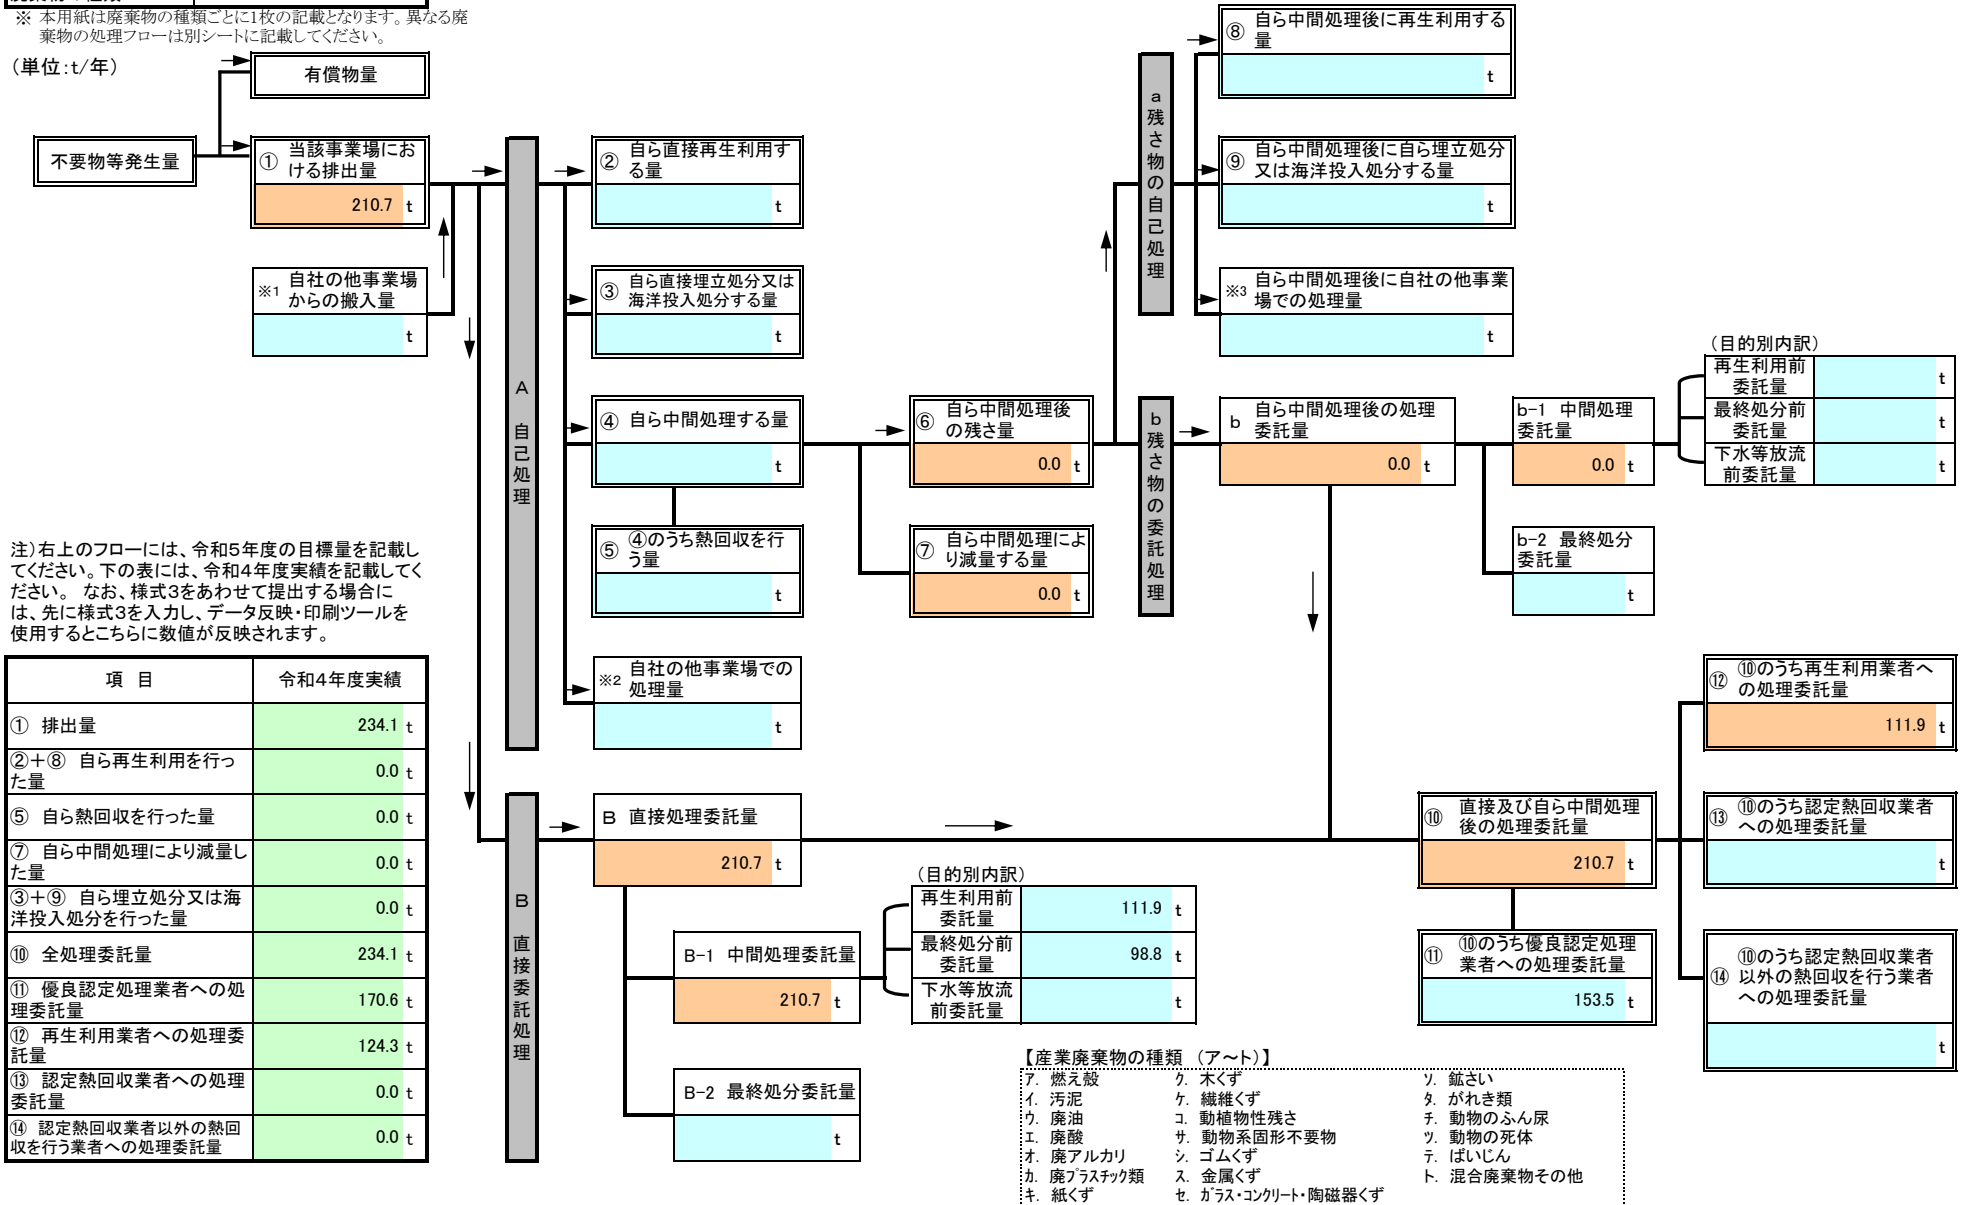 ※ 本用紙は廃棄物の種類ごとに1枚の記載となります。異なる廃
棄物の処理フローは別シートに記載してください。
（単位：t/年）
有償物量
不要物等発生量
① 当該事業場にお
ける排出量
210.7 t
※1 自社の他事業場
からの搬入量
t
A 自己処理
② 自ら直接再生利用す
る量
t
③ 自ら直接埋立処分又は
海洋投入処分する量
t
④ 自ら中間処理する量
t
⑤ ④のうち熱回収を行
う量
t
※2 自社の他事業場での
処理量
t
⑥ 自ら中間処理後
の残さ量
0.0 t
⑦ 自ら中間処理によ
り減量する量
0.0 t
a 残さ物の自己処理
⑧ 自ら中間処理後に再生利用する
量
t
⑨ 自ら中間処理後に自ら埋立処分
又は海洋投入処分する量
t
※3 自ら中間処理後に自社の他事業
場での処理量
t
b 残さ物の委託処理
b 自ら中間処理後の処理
委託量
0.0 t
b-1 中間処理
委託量
0.0 t
（目的別内訳）
再生利用前
委託量
t
最終処分前
委託量
t
下水等放流
前委託量
t
b-2 最終処分
委託量
t
注）右上のフローには、令和5年度の目標量を記載し
てください。下の表には、令和4年度実績を記載してく
ださい。 なお、様式3をあわせて提出する場合に
は、先に様式3を入力し、データ反映・印刷ツールを
使用するとこちらに数値が反映されます。
項 目 令和4年度実績
① 排出量 234.1 t
②＋⑧ 自ら再生利用を行っ
た量 0.0 t
⑤ 自ら熱回収を行った量 0.0 t
⑦ 自ら中間処理により減量し
た量 0.0 t
③＋⑨ 自ら埋立処分又は海
洋投入処分を行った量 0.0 t
⑩ 全処理委託量 234.1 t
⑪ 優良認定処理業者への処
理委託量 170.6 t
⑫ 再生利用業者への処理委
託量 124.3 t
⑬ 認定熱回収業者への処理
委託量 0.0 t
⑭ 認定熱回収業者以外の熱回
収を行う業者への処理委託量 0.0 t
B 直接委託処理
B 直接処理委託量
210.7 t
B-1 中間処理委託量
210.7 t
B-2 最終処分委託量
t
（目的別内訳）
再生利用前
委託量
111.9 t
最終処分前
委託量
98.8 t
下水等放流
前委託量
t
⑩ 直接及び自ら中間処理
後の処理委託量
210.7 t
⑪ ⑩のうち優良認定処理
業者への処理委託量
153.5 t
⑫ ⑩のうち再生利用業者へ
の処理委託量
111.9 t
⑬ ⑩のうち認定熱回収業者
への処理委託量
t
⑭ ⑩のうち認定熱回収業者
以外の熱回収を行う業者
への処理委託量
t
【産業廃棄物の種類 （ア～ト）】
ア. 燃え殻 ク. 木くず ソ. 鉱さい
イ. 汚泥 ケ. 繊維くず タ. がれき類
ウ. 廃油 コ. 動植物性残さ チ. 動物のふん尿
エ. 廃酸 サ. 動物系固形不要物 ツ. 動物の死体
オ. 廃アルカリ シ. ゴムくず テ. ばいじん
カ. 廃プラスチック類 ス. 金属くず ト. 混合廃棄物その他
キ. 紙くず セ. ガラス・コンクリート・陶磁器くず